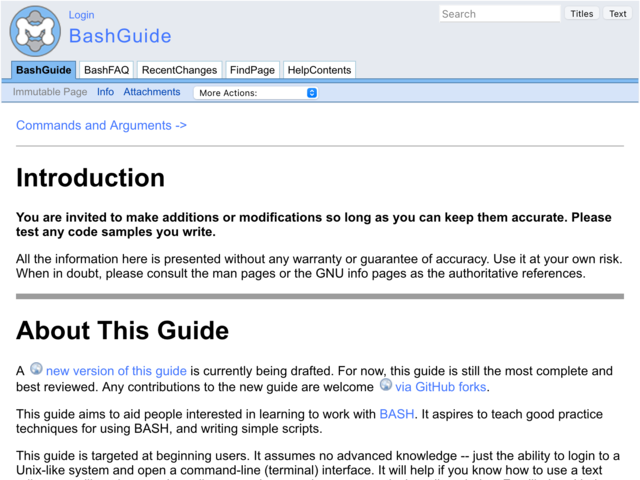 Login
Search Titles Text
BashGuide
BashGuide BashFAQ RecentChanges FindPage HelpContents
Immutable Page Info Attachments More Actions:
Commands and Arguments ->
Introduction
You are invited to make additions or modifications so long as you can keep them accurate. Please
test any code samples you write.
All the information here is presented without any warranty or guarantee of accuracy. Use it at your own risk.
When in doubt, please consult the man pages or the GNU info pages as the authoritative references.
About This Guide
A new version of this guide is currently being drafted. For now, this guide is still the most complete and
best reviewed. Any contributions to the new guide are welcome via GitHub forks.
This guide aims to aid people interested in learning to work with BASH. It aspires to teach good practice
techniques for using BASH, and writing simple scripts.
This guide is targeted at beginning users. It assumes no advanced knowledge -- just the ability to login to a
Unix-like system and open a command-line (terminal) interface. It will help if you know how to use a text